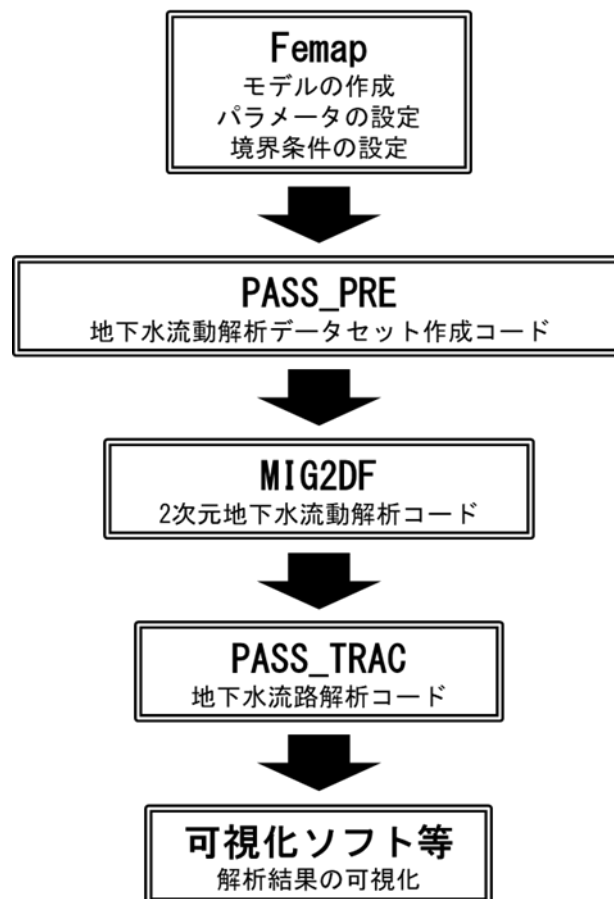 Femap
モデルの作成
パラメータの設定
境界条件の設定
PASS_PRE
地下水流動解析データセット作成コード
MIG2DF
2次元地下水流動解析コード
PASS_TRAC
地下水流路解析コード
可視化ソフト等
解析結果の可視化